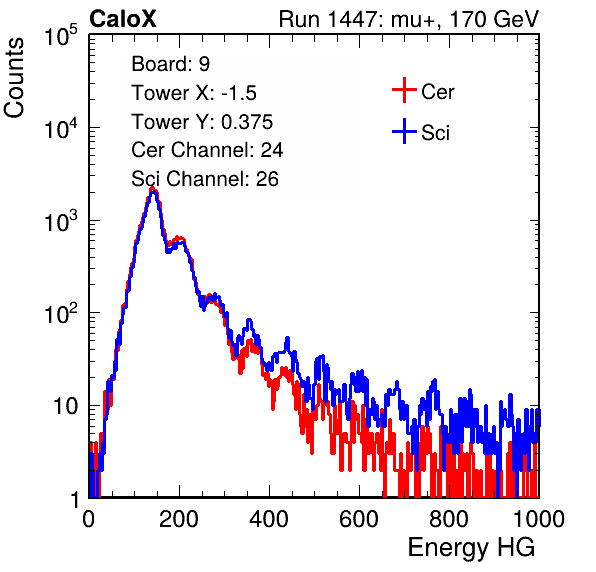 CaloX Run 1447: mu+, 170 GeV
Counts
Board: 9
Tower X: -1.5
Tower Y: 0.375
Cer Channel: 24
Sci Channel: 26
Cer
Sci
10^5
10^4
10^3
10^2
10
1
0 200 400 600 800 1000
Energy HG